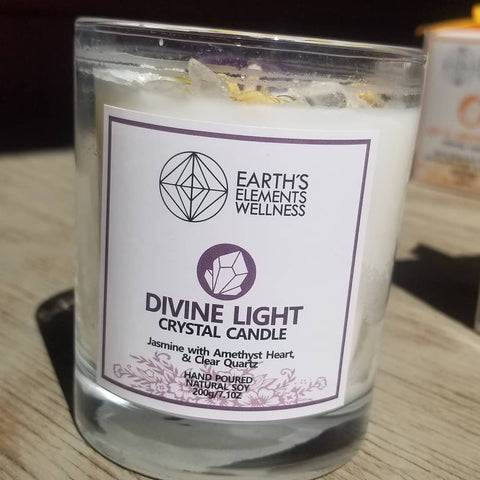 EARTH'S
ELEMENTS
WELLNESS
DIVINE LIGHT
CRYSTAL CANDLE
Jasmine with Amethyst Heart,
& Clear Quartz
HAND POURED
NATURAL SOY
200g/7.1OZ